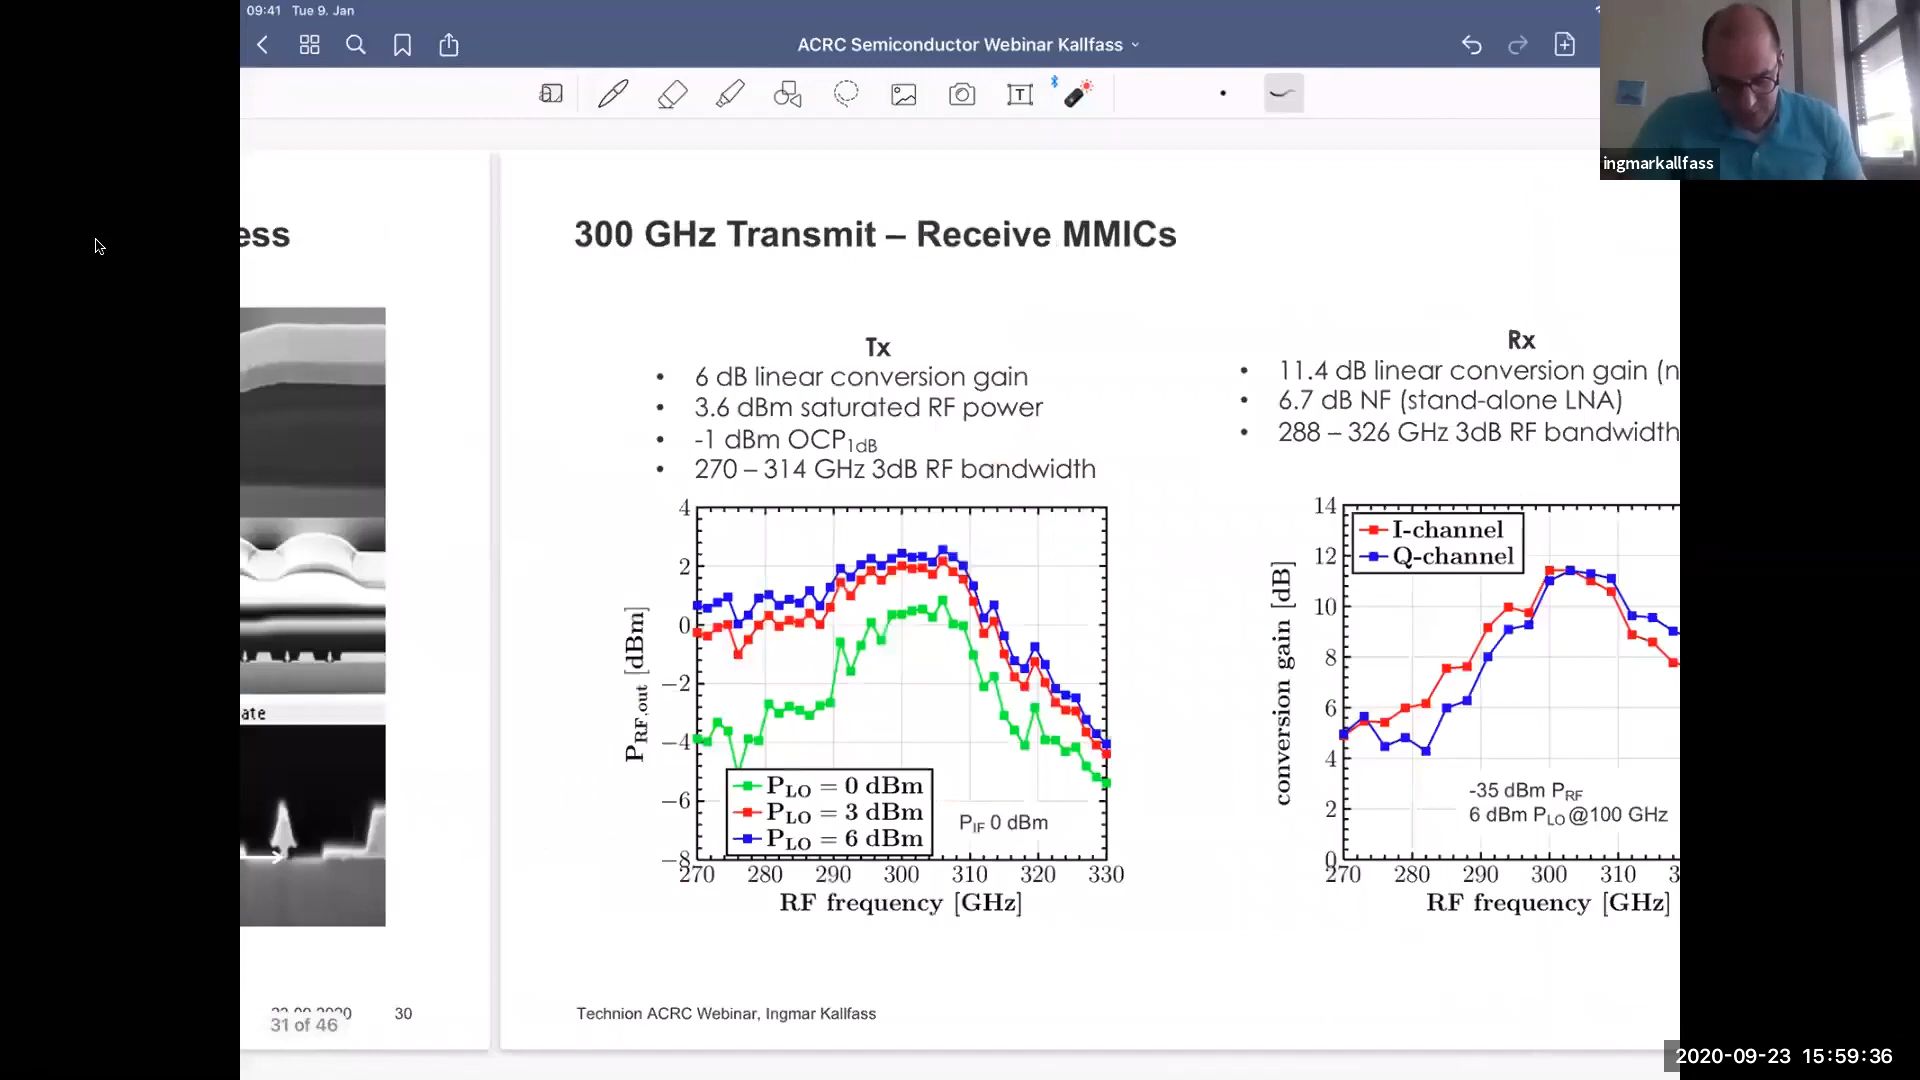 09:41 Tue 9. Jan
ACRC Semiconductor Webinar Kallfass
T
ingmarkallfass
ess
300 GHz Transmit – Receive MMICs
Tx
• 6 dB linear conversion gain
• 3.6 dBm saturated RF power
• -1 dBm OCP1dB
• 270 – 314 GHz 3dB RF bandwidth
Rx
• 11.4 dB linear conversion gain (n
• 6.7 dB NF (stand-alone LNA)
• 288 – 326 GHz 3dB RF bandwidth
4
2
0
−2
−4
−6
−8
PRF,out [dBm]
PLO = 0 dBm
PLO = 3 dBm
PLO = 6 dBm
PIF 0 dBm
270 280 290 300 310 320 330
RF frequency [GHz]
14
12
10
8
6
4
2
0
conversion gain [dB]
I-channel
Q-channel
-35 dBm PRF
6 dBm PLO@100 GHz
270 280 290 300 310 3
RF frequency [GHz]
ate
30
31 of 46
Technion ACRC Webinar, Ingmar Kallfass
2020-09-23 15:59:36